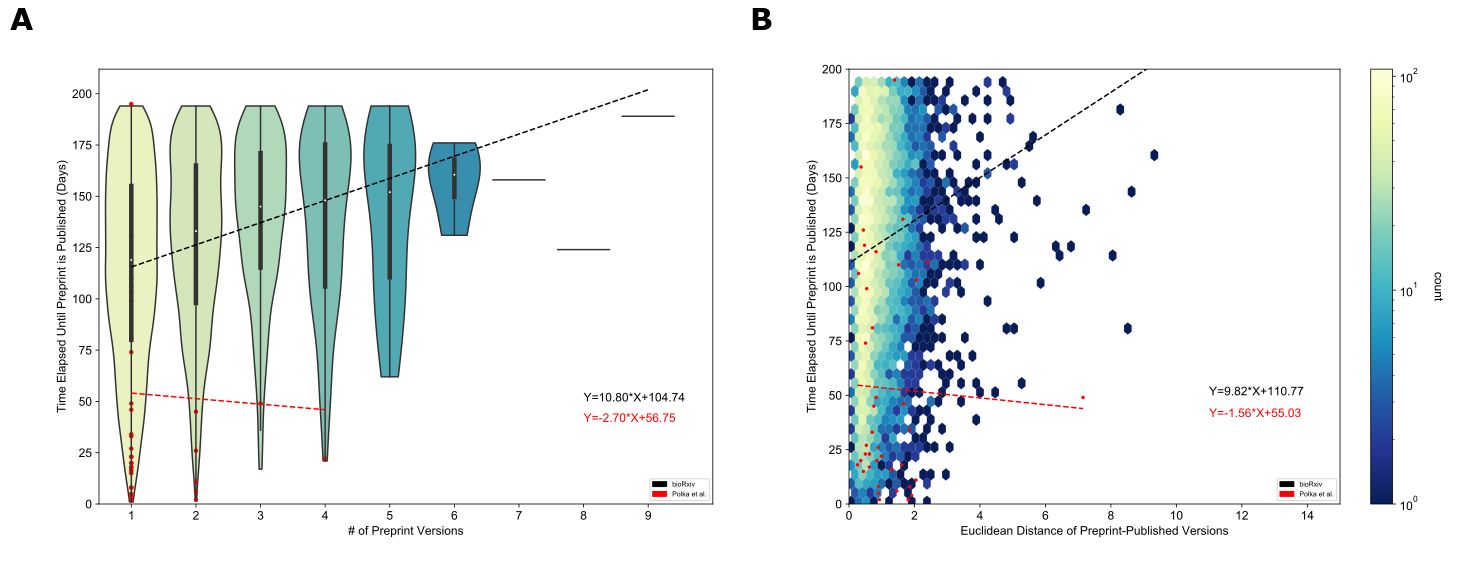 A
B
Time Elapsed Until Preprint is Published (Days)
200
175
150
125
100
75
50
25
0
1
2
3
4
5
6
7
8
9
# of Preprint Versions
Y=10.80*X+104.74
Y=-2.70*X+56.75
bioRxiv
Polka et al.
Time Elapsed Until Preprint is Published (Days)
200
175
150
125
100
75
50
25
0
0
2
4
6
8
10
12
14
Euclidean Distance of Preprint-Published Versions
Y=9.82*X+110.77
Y=-1.56*X+55.03
bioRxiv
Polka et al.
10²
10¹
10⁰
count